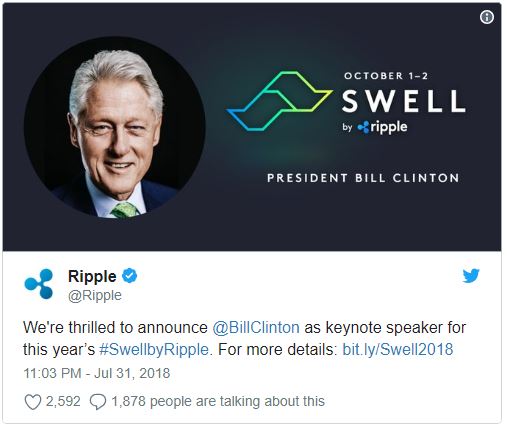 OCTOBER 1–2
SWELL
by ripple
PRESIDENT BILL CLINTON
Ripple
@Ripple
We're thrilled to announce @BillClinton as keynote speaker for
this year’s #SwellbyRipple. For more details: bit.ly/Swell2018
11:03 PM - Jul 31, 2018
2,592 1,878 people are talking about this